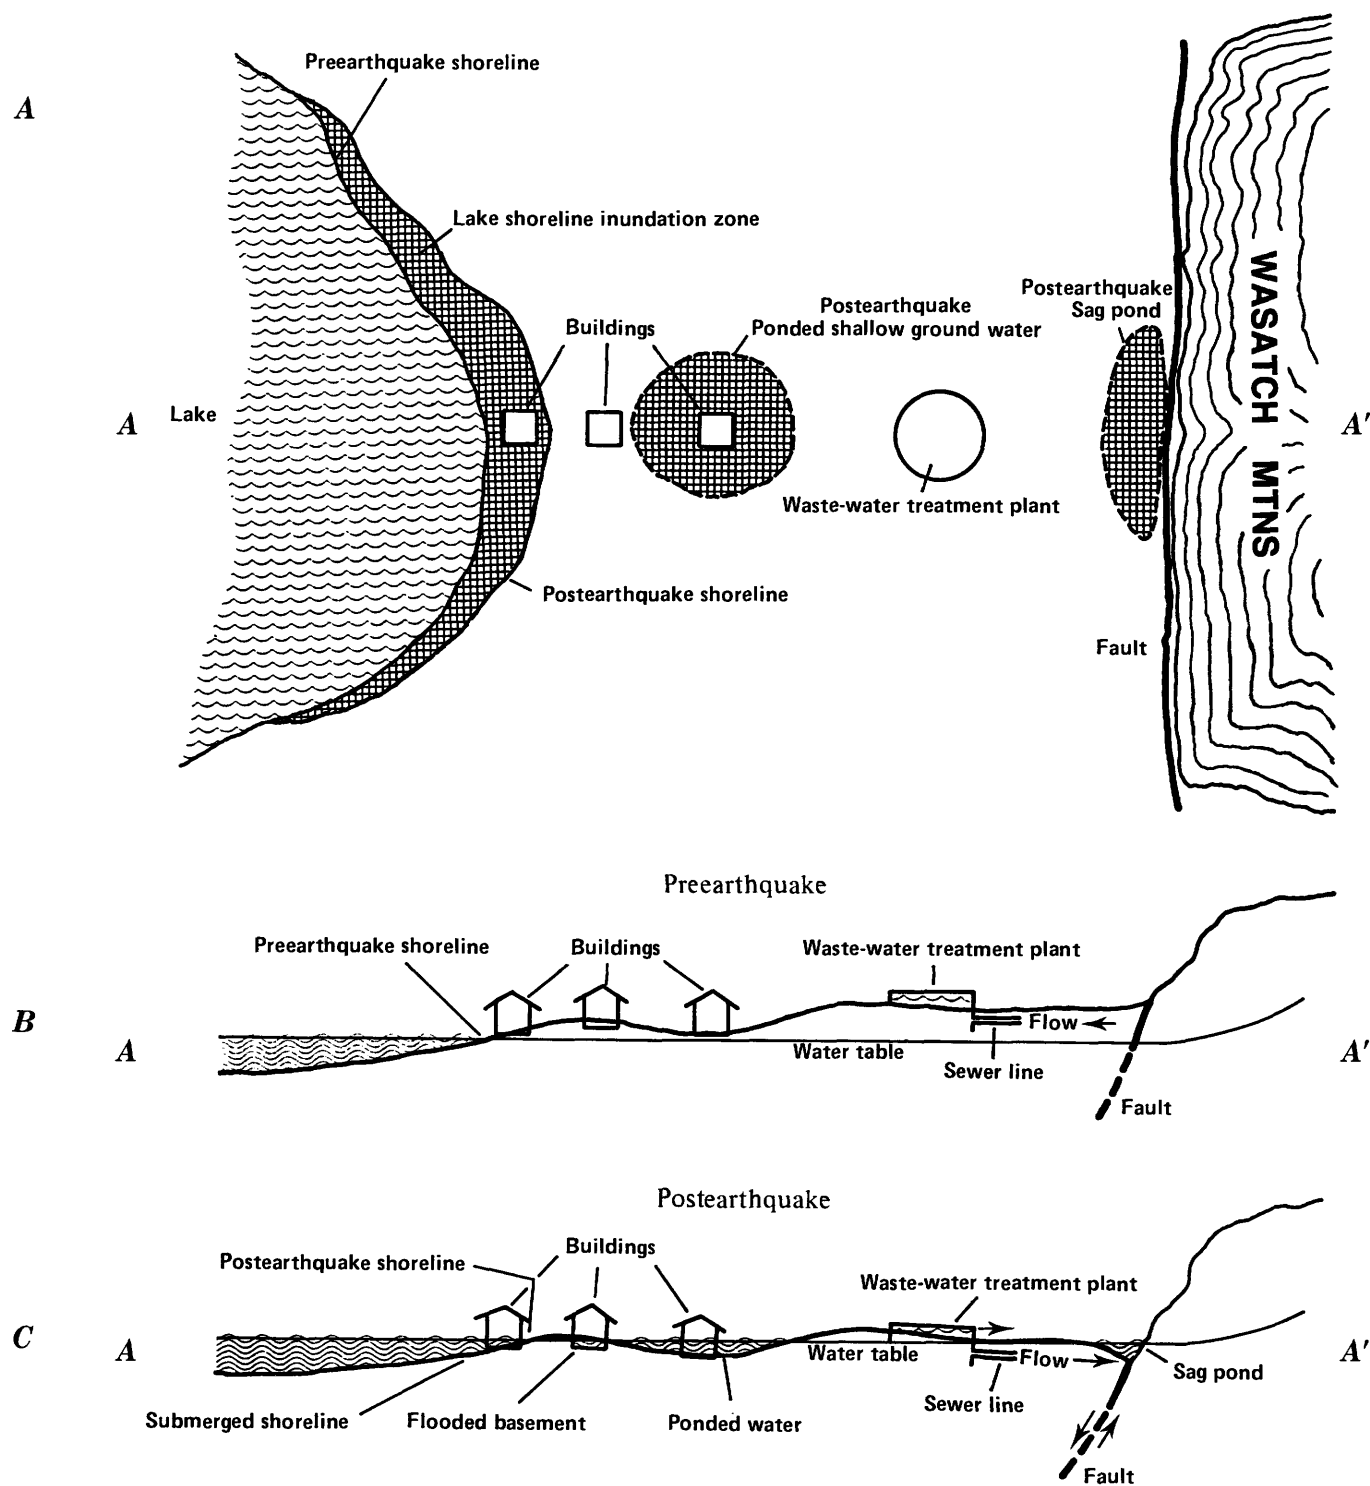 A
Preearthquake shoreline
Lake shoreline inundation zone
Postearthquake
Sag pond
Postearthquake
Ponded shallow ground water
Buildings
WASATCH MTNS
A
Lake
A'
Waste-water treatment plant
Postearthquake shoreline
Fault
Preearthquake
Preearthquake shoreline
Buildings
Waste-water treatment plant
B
A
Flow
Water table
A'
Sewer line
Fault
Postearthquake
Buildings
Postearthquake shoreline
Waste-water treatment plant
C
A
Water table
Flow
A'
Sag pond
Sewer line
Submerged shoreline
Flooded basement
Ponded water
Fault